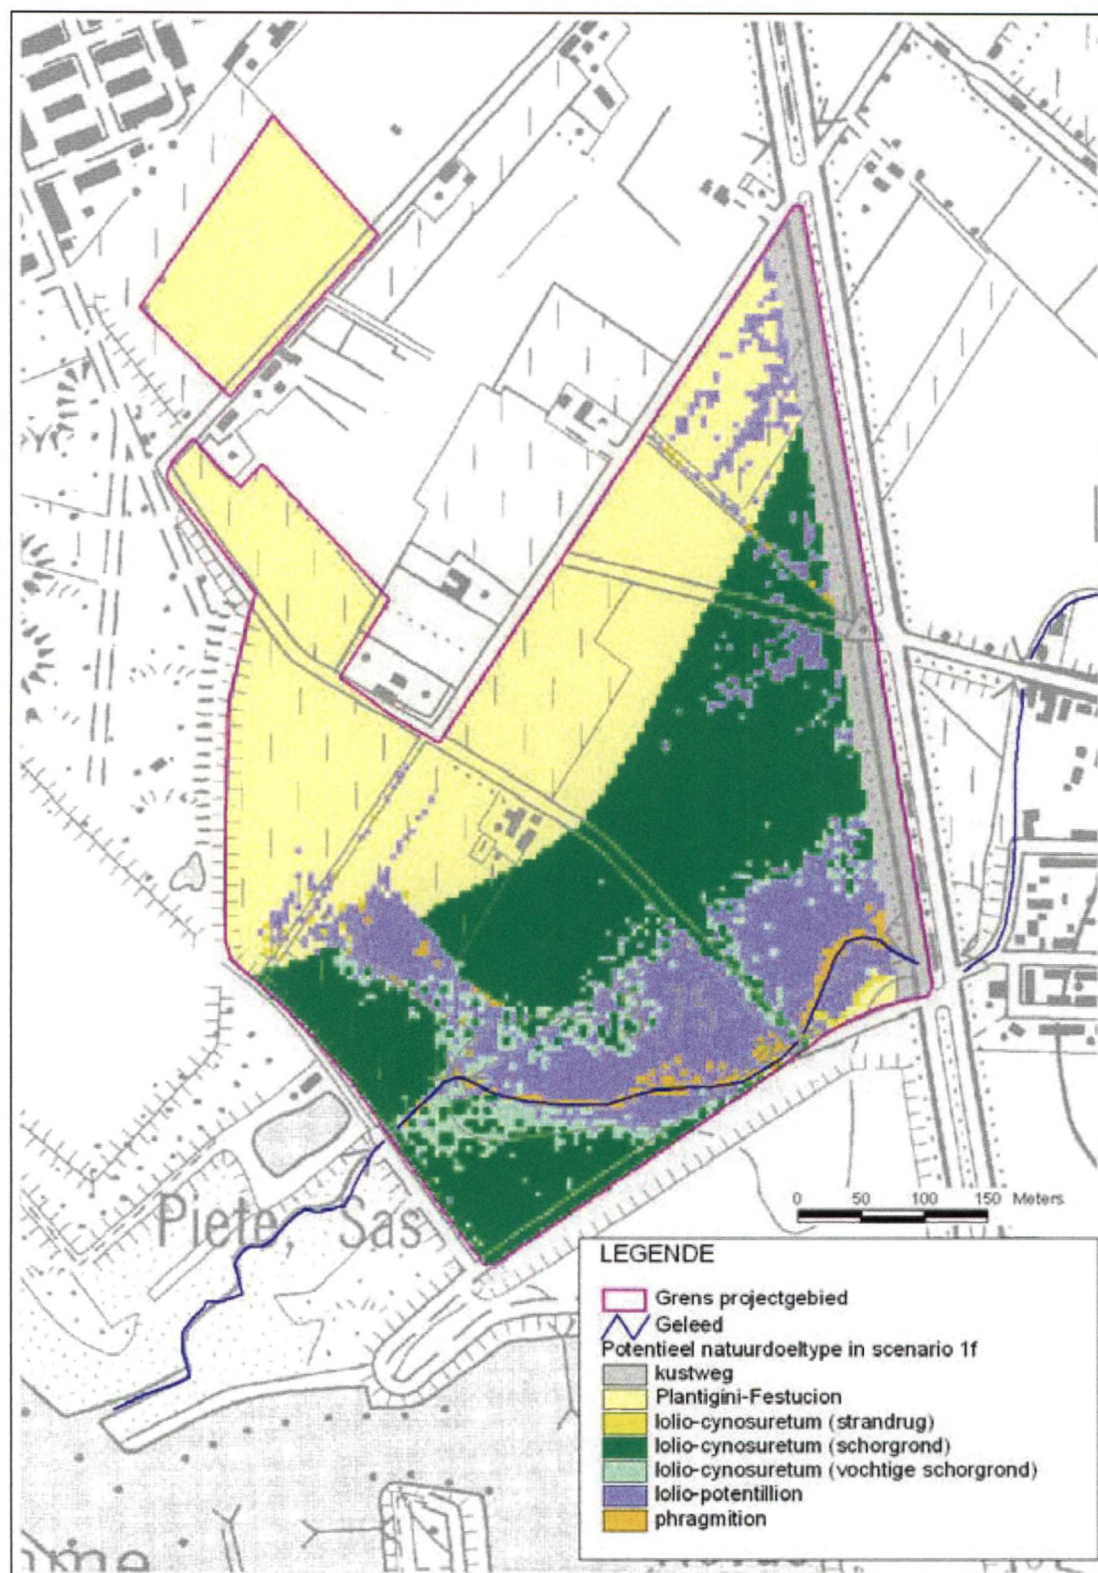 Piete, Sas
0 50 100 150 Meters
LEGENDE
Grens projectgebied
Geleed
Potentieel natuurdoeltype in scenario 1f
kustweg
Plantigini-Festucion
lolio-cynosuretum (strandrug)
lolio-cynosuretum (schorgrond)
lolio-cynosuretum (vochtige schorgrond)
lolio-potentillion
phragmition